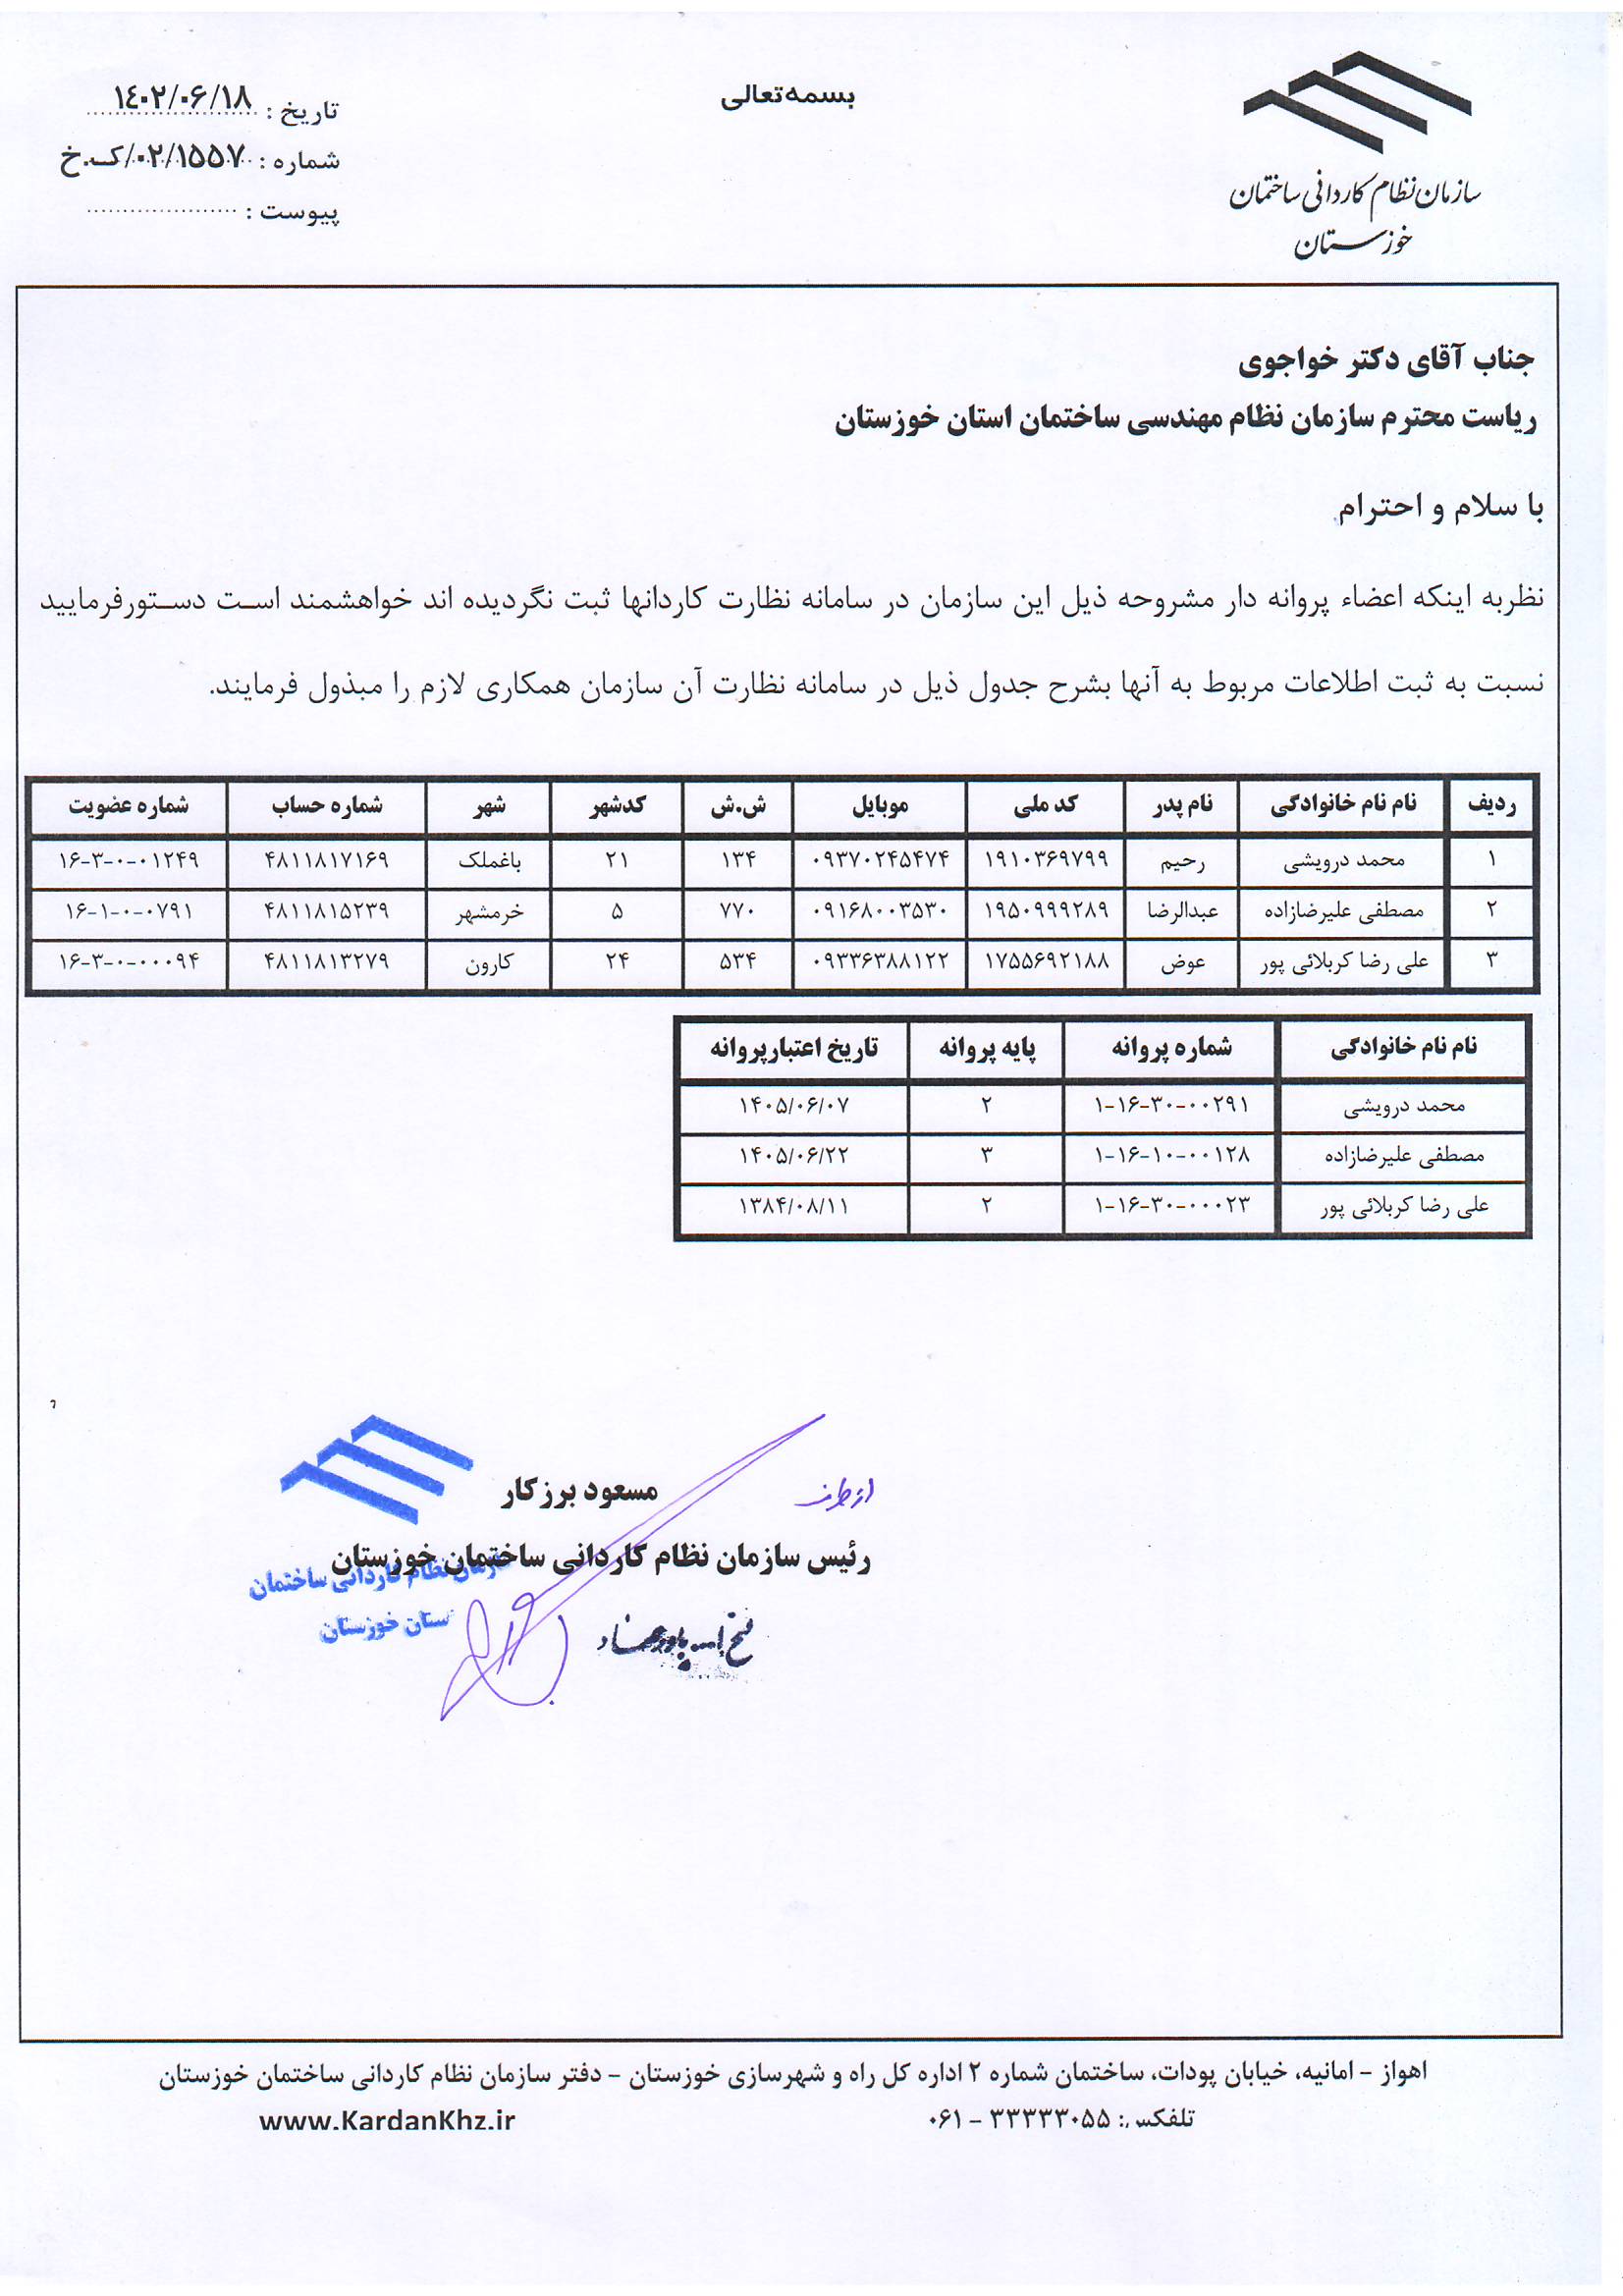 بسمه‌تعالی
سازمان نظام کاردانی ساختمان
خوزستان
تاریخ : ۱٤۰۲/۰۶/۱۸
شماره : ۰۲/۱۵۵۷/ک.خ
پیوست :
جناب آقای دکتر خواجوی
ریاست محترم سازمان نظام مهندسی ساختمان استان خوزستان
با سلام و احترام
نظربه اینکه اعضاء پروانه دار مشروحه ذیل این سازمان در سامانه نظارت کاردانها ثبت نگردیده اند خواهشمند است دستورفرمایید
نسبت به ثبت اطلاعات مربوط به آنها بشرح جدول ذیل در سامانه نظارت آن سازمان همکاری لازم را مبذول فرمایند.
ردیف نام نام خانوادگی نام پدر کد ملی موبایل ش.ش کدشهر شهر شماره حساب شماره عضویت
۱ محمد درویشی رحیم ۱۹۱۰۳۶۹۷۹۹ ۰۹۳۷۰۲۴۵۴۷۴ ۱۳۴ ۲۱ باغملک ۴۸۱۱۸۱۷۱۶۹ ۱۶-۳-۰-۰۱۲۴۹
۲ مصطفی علیرضازاده عبدالرضا ۱۹۵۰۹۹۹۲۸۹ ۰۹۱۶۸۰۰۳۵۳۰ ۷۷۰ ۵ خرمشهر ۴۸۱۱۸۱۵۲۳۹ ۱۶-۱-۰-۰۷۹۱
۳ علی رضا کربلائی پور عوض ۱۷۵۵۶۹۲۱۸۸ ۰۹۳۳۶۳۸۸۱۲۲ ۵۳۴ ۲۴ کارون ۴۸۱۱۸۱۳۲۷۹ ۱۶-۳-۰-۰۰۰۹۴
نام نام خانوادگی شماره پروانه پایه پروانه تاریخ اعتبارپروانه
محمد درویشی ۱-۱۶-۳۰-۰۰۲۹۱ ۲ ۱۴۰۵/۰۶/۰۷
مصطفی علیرضازاده ۱-۱۶-۱۰-۰۰۱۲۸ ۳ ۱۴۰۵/۰۶/۲۲
علی رضا کربلائی پور ۱-۱۶-۳۰-۰۰۰۲۳ ۲ ۱۳۸۴/۰۸/۱۱
از طرف
مسعود برزکار
رئیس سازمان نظام کاردانی ساختمان خوزستان
سازمان نظام کاردانی ساختمان
ستان خوزستان
اهواز - امانیه، خیابان پودات، ساختمان شماره ۲ اداره کل راه و شهرسازی خوزستان - دفتر سازمان نظام کاردانی ساختمان خوزستان
تلفکس: ۳۳۳۳۳۰۵۵ - ۰۶۱
www.KardanKhz.ir